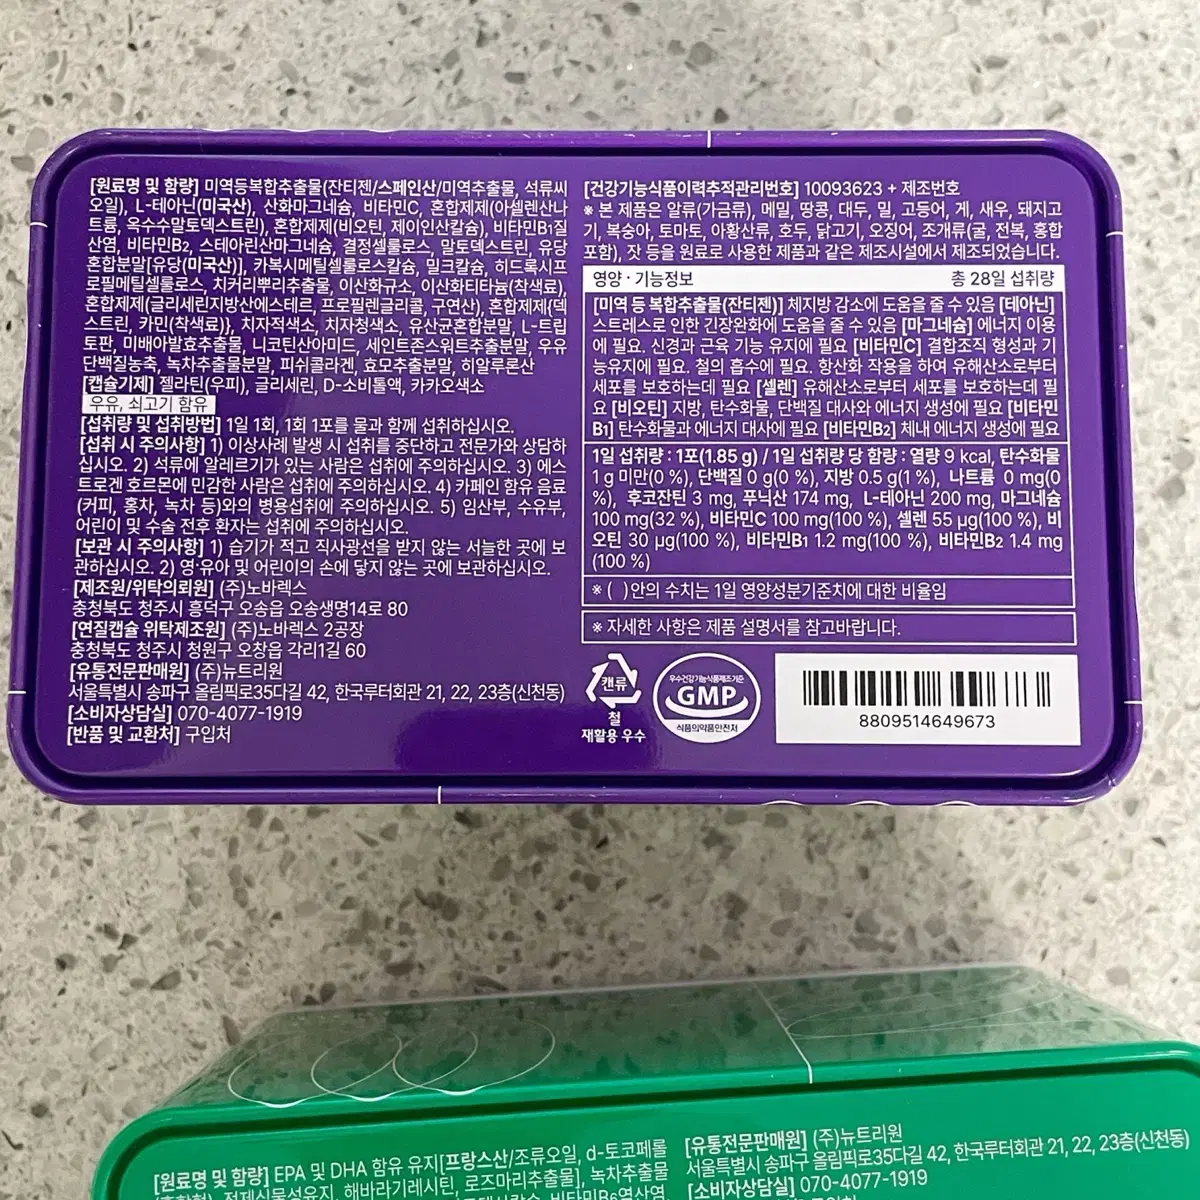 [원료명 및 함량] 미역등복합추출물(잔티젠/스페인산/미역추출물, 석류씨
오일), L-테아닌(미국산), 산화마그네슘, 비타민C, 혼합제제(아셀렌산나
트륨, 옥수수말토덱스트린), 혼합제제(비오틴, 제이인산칼슘), 비타민B1질
산염, 비타민B2, 스테아린산마그네슘, 결정셀룰로스, 말토덱스트린, 유당
혼합분말[유당(미국산)], 카복시메틸셀룰로스칼슘, 밀크칼슘, 히드록시프
로필메틸셀룰로스, 치커리뿌리추출물, 이산화규소, 이산화티타늄(착색료),
혼합제제(글리세린지방산에스테르, 프로필렌글리콜, 구연산), 혼합제제{덱
스트린, 카민(착색료)}, 치자적색소, 치자청색소, 유산균혼합분말, L-트립
토판, 미배아발효추출물, 니코틴산아미드, 세인트존스워트추출분말, 우유
단백질농축, 녹차추출물분말, 피쉬콜라겐, 효모추출분말, 히알루론산
[캡슐기제] 젤라틴(우피), 글리세린, D-소비톨액, 카카오색소
우유, 쇠고기 함유
[섭취량 및 섭취방법] 1일 1회, 1회 1포를 물과 함께 섭취하십시오.
[섭취 시 주의사항] 1) 이상사례 발생 시 섭취를 중단하고 전문가와 상담하
십시오. 2) 석류에 알레르기가 있는 사람은 섭취에 주의하십시오. 3) 에스
트로겐 호르몬에 민감한 사람은 섭취에 주의하십시오. 4) 카페인 함유 음료
(커피, 홍차, 녹차 등)와의 병용섭취에 주의하십시오. 5) 임산부, 수유부,
어린이 및 수술 전후 환자는 섭취에 주의하십시오.
[보관 시 주의사항] 1) 습기가 적고 직사광선을 받지 않는 서늘한 곳에 보
관하십시오. 2) 영·유아 및 어린이의 손에 닿지 않는 곳에 보관하십시오.
[제조원/위탁의뢰원] (주)노바렉스
충청북도 청주시 흥덕구 오송읍 오송생명14로 80
[연질캡슐 위탁제조원] (주)노바렉스 2공장
충청북도 청주시 청원구 오창읍 각리1길 60
[유통전문판매원] (주)뉴트리원
서울특별시 송파구 올림픽로35다길 42, 한국루터회관 21, 22, 23층(신천동)
[소비자상담실] 070-4077-1919
[반품 및 교환처] 구입처
[건강기능식품이력추적관리번호] 10093623 + 제조번호
※ 본 제품은 알류(가금류), 메밀, 땅콩, 대두, 밀, 고등어, 게, 새우, 돼지고
기, 복숭아, 토마토, 아황산류, 호두, 닭고기, 오징어, 조개류(굴, 전복, 홍합
포함), 잣 등을 원료로 사용한 제품과 같은 제조시설에서 제조되었습니다.
영양·기능정보 총 28일 섭취량
[미역 등 복합추출물(잔티젠)] 체지방 감소에 도움을 줄 수 있음 [테아닌]
스트레스로 인한 긴장완화에 도움을 줄 수 있음 [마그네슘] 에너지 이용
에 필요. 신경과 근육 기능 유지에 필요 [비타민C] 결합조직 형성과 기
능유지에 필요. 철의 흡수에 필요. 항산화 작용을 하여 유해산소로부터
세포를 보호하는데 필요 [셀렌] 유해산소로부터 세포를 보호하는데 필
요 [비오틴] 지방, 탄수화물, 단백질 대사와 에너지 생성에 필요 [비타민
B1] 탄수화물과 에너지 대사에 필요 [비타민B2] 체내 에너지 생성에 필요
1일 섭취량 : 1포(1.85 g) / 1일 섭취량 당 함량 : 열량 9 kcal, 탄수화물
1 g 미만(0 %), 단백질 0 g(0 %), 지방 0.5 g(1 %), 나트륨 0 mg(0
%), 후코잔틴 3 mg, 푸닉산 174 mg, L-테아닌 200 mg, 마그네슘
100 mg(32 %), 비타민C 100 mg(100 %), 셀렌 55 µg(100 %), 비
오틴 30 µg(100 %), 비타민B1 1.2 mg(100 %), 비타민B2 1.4 mg
(100 %)
※ ( )안의 수치는 1일 영양성분기준치에 대한 비율임
※ 자세한 사항은 제품 설명서를 참고바랍니다.
캔류
철
재활용 우수
우수건강기능식품제조기준
GMP
식품의약품안전처
8809514649673
[원료명 및 함량] EPA 및 DHA 함유 유지[프랑스산/조류오일, d-토코페롤
정제식물성유지, 해바라기레시틴, 로즈마리추출물], 녹차추출물
비타민B6염산염
[유통전문판매원] (주)뉴트리원
서울특별시 송파구 올림픽로35다길 42, 한국루터회관 21, 22, 23층(신천동)
[소비자상담실] 070-4077-1919